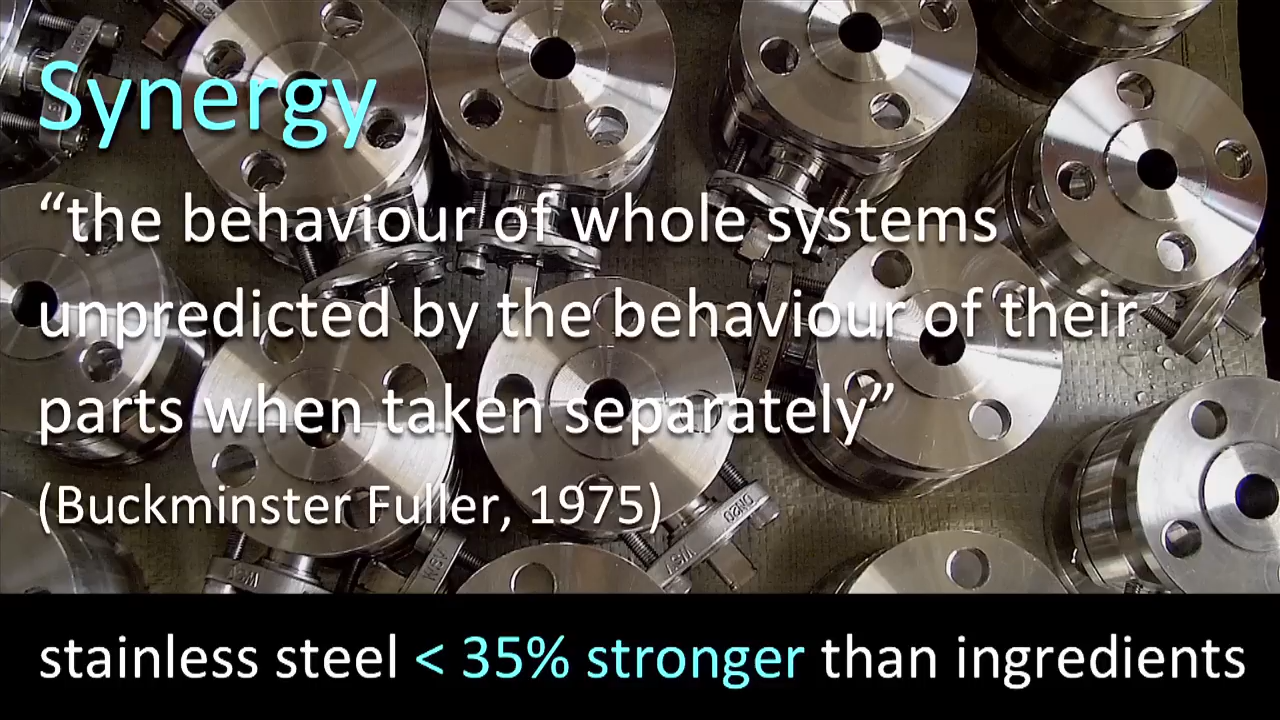 Synergy
“the behaviour of whole systems
unpredicted by the behaviour of their
parts when taken separately”
(Buckminster Fuller, 1975)
stainless steel < 35% stronger than ingredients